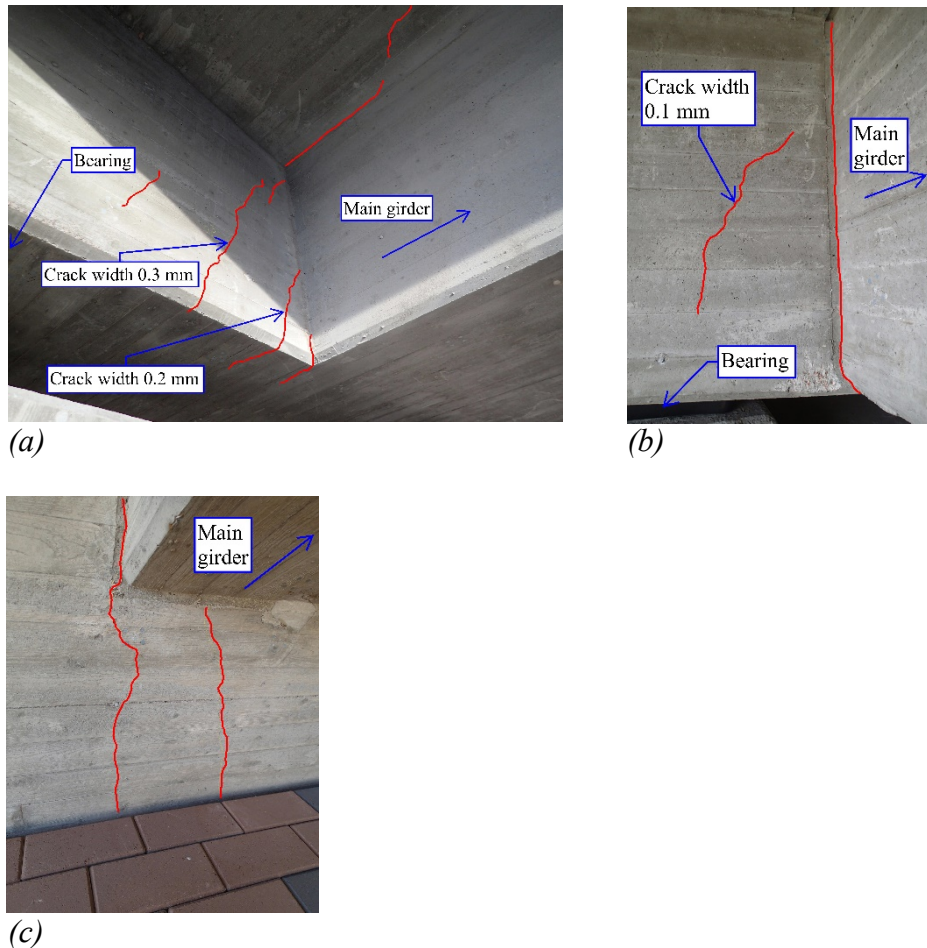 Bearing
Main girder
Crack width 0.3 mm
Crack width 0.2 mm
(a)
Crack width
0.1 mm
Main
girder
Bearing
(b)
Main
girder
(c)